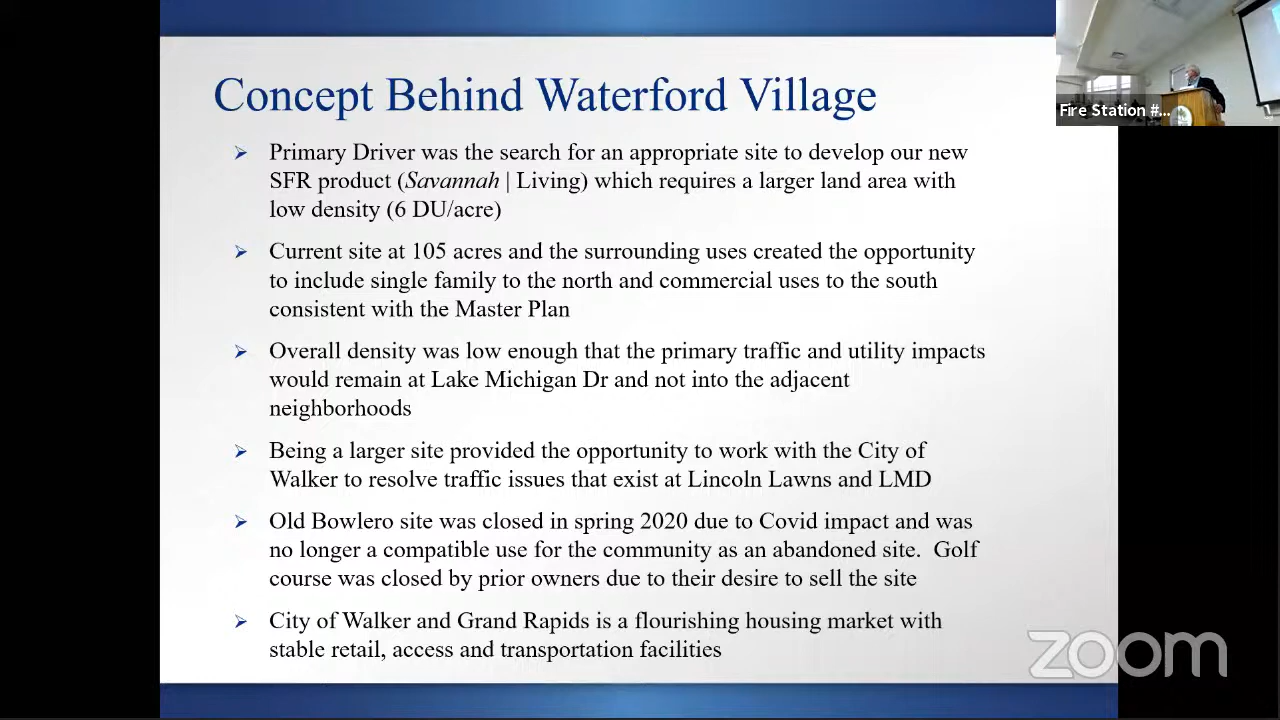 Concept Behind Waterford Village
Fire Station #...
➢ Primary Driver was the search for an appropriate site to develop our new
SFR product (Savannah | Living) which requires a larger land area with
low density (6 DU/acre)
➢ Current site at 105 acres and the surrounding uses created the opportunity
to include single family to the north and commercial uses to the south
consistent with the Master Plan
➢ Overall density was low enough that the primary traffic and utility impacts
would remain at Lake Michigan Dr and not into the adjacent
neighborhoods
➢ Being a larger site provided the opportunity to work with the City of
Walker to resolve traffic issues that exist at Lincoln Lawns and LMD
➢ Old Bowlero site was closed in spring 2020 due to Covid impact and was
no longer a compatible use for the community as an abandoned site.  Golf
course was closed by prior owners due to their desire to sell the site
➢ City of Walker and Grand Rapids is a flourishing housing market with
stable retail, access and transportation facilities
zoom